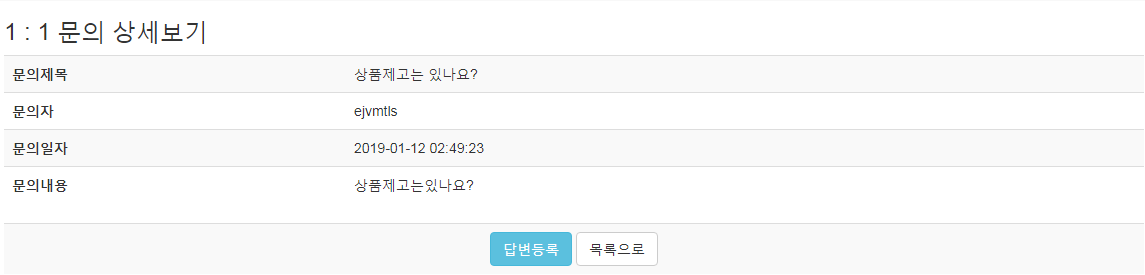 1 : 1 문의 상세보기
문의제목 상품제고는 있나요?
문의자 ejvmtls
문의일자 2019-01-12 02:49:23
문의내용 상품제고는있나요?
답변등록 목록으로